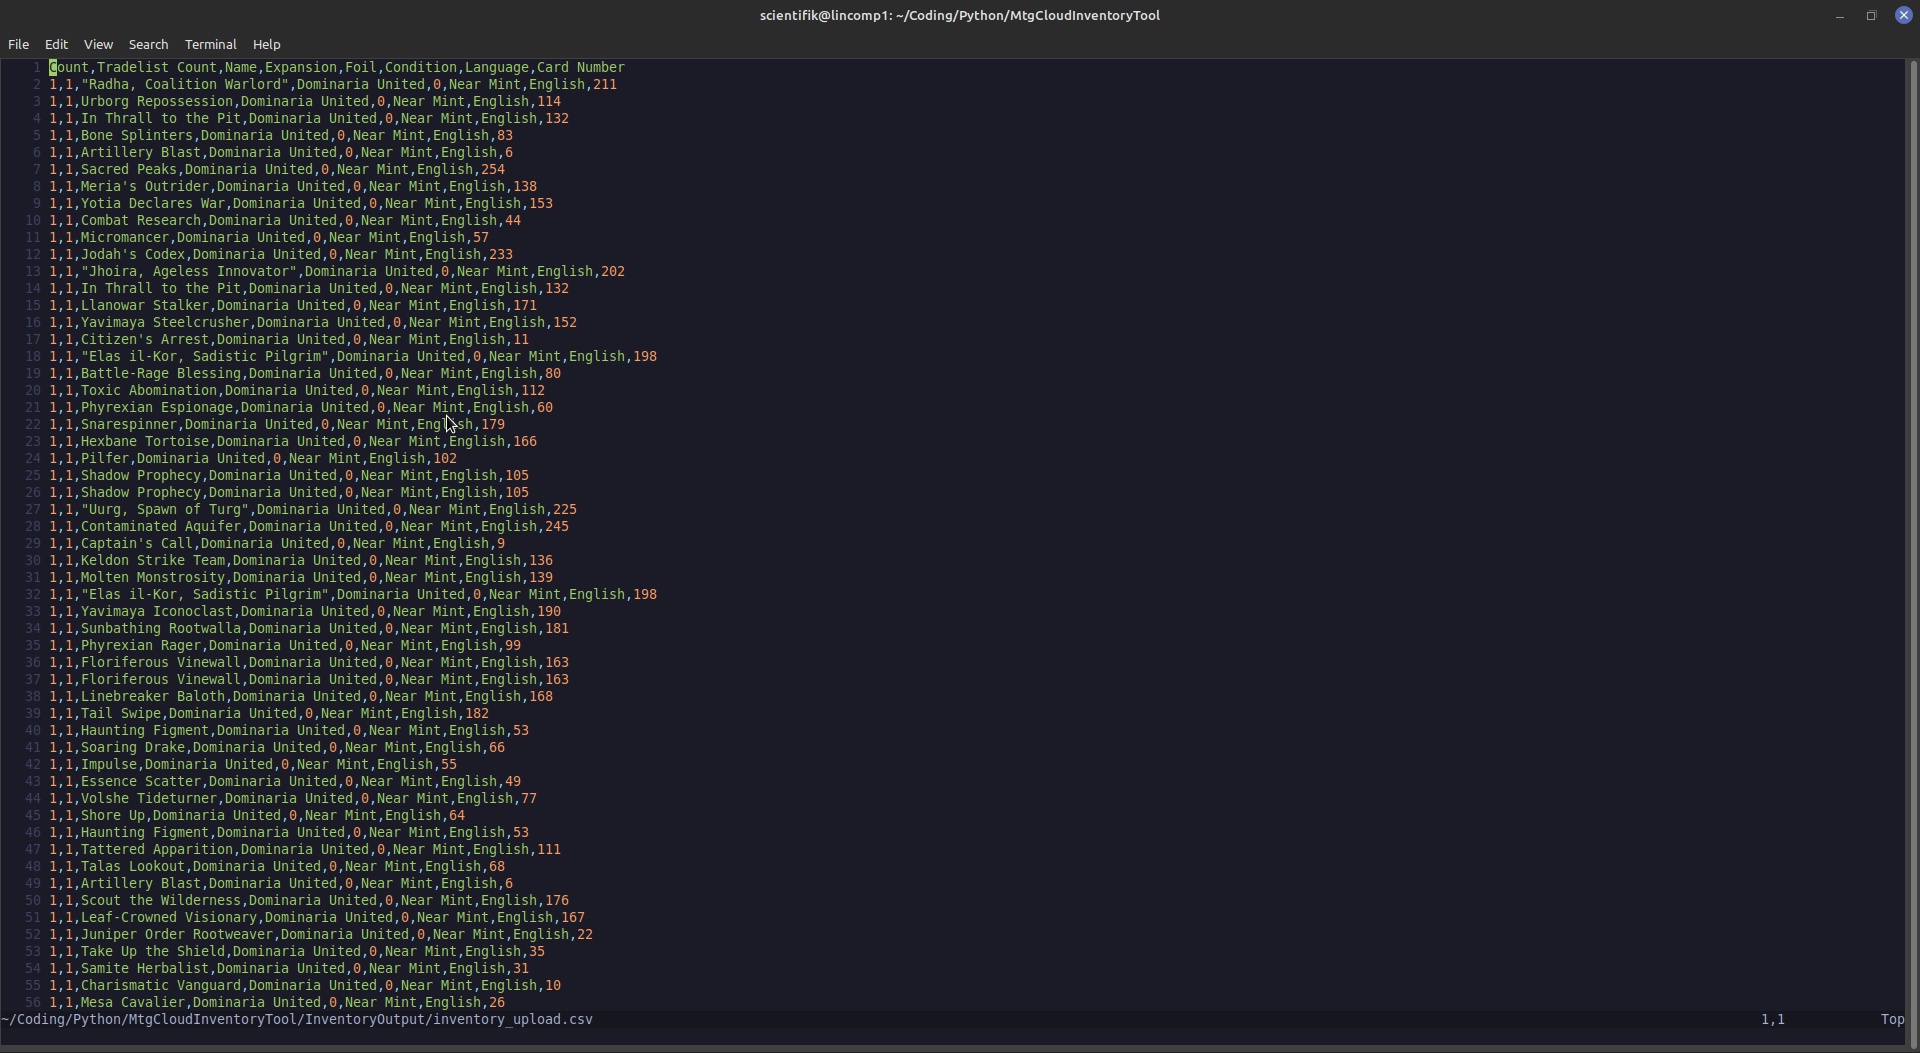 scientifik@lincomp1: ~/Coding/Python/MtgCloudInventoryTool
File Edit View Search Terminal Help
1 Count,Tradelist Count,Name,Expansion,Foil,Condition,Language,Card Number
2 1,1,"Radha, Coalition Warlord",Dominaria United,0,Near Mint,English,211
3 1,1,Urborg Repossession,Dominaria United,0,Near Mint,English,114
4 1,1,In Thrall to the Pit,Dominaria United,0,Near Mint,English,132
5 1,1,Bone Splinters,Dominaria United,0,Near Mint,English,83
6 1,1,Artillery Blast,Dominaria United,0,Near Mint,English,6
7 1,1,Sacred Peaks,Dominaria United,0,Near Mint,English,254
8 1,1,Meria's Outrider,Dominaria United,0,Near Mint,English,138
9 1,1,Yotia Declares War,Dominaria United,0,Near Mint,English,153
10 1,1,Combat Research,Dominaria United,0,Near Mint,English,44
11 1,1,Micromancer,Dominaria United,0,Near Mint,English,57
12 1,1,Jodah's Codex,Dominaria United,0,Near Mint,English,233
13 1,1,"Jhoira, Ageless Innovator",Dominaria United,0,Near Mint,English,202
14 1,1,In Thrall to the Pit,Dominaria United,0,Near Mint,English,132
15 1,1,Llanowar Stalker,Dominaria United,0,Near Mint,English,171
16 1,1,Yavimaya Steelcrusher,Dominaria United,0,Near Mint,English,152
17 1,1,Citizen's Arrest,Dominaria United,0,Near Mint,English,11
18 1,1,"Elas il-Kor, Sadistic Pilgrim",Dominaria United,0,Near Mint,English,198
19 1,1,Battle-Rage Blessing,Dominaria United,0,Near Mint,English,80
20 1,1,Toxic Abomination,Dominaria United,0,Near Mint,English,112
21 1,1,Phyrexian Espionage,Dominaria United,0,Near Mint,English,60
22 1,1,Snarespinner,Dominaria United,0,Near Mint,English,179
23 1,1,Hexbane Tortoise,Dominaria United,0,Near Mint,English,166
24 1,1,Pilfer,Dominaria United,0,Near Mint,English,102
25 1,1,Shadow Prophecy,Dominaria United,0,Near Mint,English,105
26 1,1,Shadow Prophecy,Dominaria United,0,Near Mint,English,105
27 1,1,"Uurg, Spawn of Turg",Dominaria United,0,Near Mint,English,225
28 1,1,Contaminated Aquifer,Dominaria United,0,Near Mint,English,245
29 1,1,Captain's Call,Dominaria United,0,Near Mint,English,9
30 1,1,Keldon Strike Team,Dominaria United,0,Near Mint,English,136
31 1,1,Molten Monstrosity,Dominaria United,0,Near Mint,English,139
32 1,1,"Elas il-Kor, Sadistic Pilgrim",Dominaria United,0,Near Mint,English,198
33 1,1,Yavimaya Iconoclast,Dominaria United,0,Near Mint,English,190
34 1,1,Sunbathing Rootwalla,Dominaria United,0,Near Mint,English,181
35 1,1,Phyrexian Rager,Dominaria United,0,Near Mint,English,99
36 1,1,Floriferous Vinewall,Dominaria United,0,Near Mint,English,163
37 1,1,Floriferous Vinewall,Dominaria United,0,Near Mint,English,163
38 1,1,Linebreaker Baloth,Dominaria United,0,Near Mint,English,168
39 1,1,Tail Swipe,Dominaria United,0,Near Mint,English,182
40 1,1,Haunting Figment,Dominaria United,0,Near Mint,English,53
41 1,1,Soaring Drake,Dominaria United,0,Near Mint,English,66
42 1,1,Impulse,Dominaria United,0,Near Mint,English,55
43 1,1,Essence Scatter,Dominaria United,0,Near Mint,English,49
44 1,1,Volshe Tideturner,Dominaria United,0,Near Mint,English,77
45 1,1,Shore Up,Dominaria United,0,Near Mint,English,64
46 1,1,Haunting Figment,Dominaria United,0,Near Mint,English,53
47 1,1,Tattered Apparition,Dominaria United,0,Near Mint,English,111
48 1,1,Talas Lookout,Dominaria United,0,Near Mint,English,68
49 1,1,Artillery Blast,Dominaria United,0,Near Mint,English,6
50 1,1,Scout the Wilderness,Dominaria United,0,Near Mint,English,176
51 1,1,Leaf-Crowned Visionary,Dominaria United,0,Near Mint,English,167
52 1,1,Juniper Order Rootweaver,Dominaria United,0,Near Mint,English,22
53 1,1,Take Up the Shield,Dominaria United,0,Near Mint,English,35
54 1,1,Samite Herbalist,Dominaria United,0,Near Mint,English,31
55 1,1,Charismatic Vanguard,Dominaria United,0,Near Mint,English,10
56 1,1,Mesa Cavalier,Dominaria United,0,Near Mint,English,26
~/Coding/Python/MtgCloudInventoryTool/InventoryOutput/inventory_upload.csv 1,1 Top